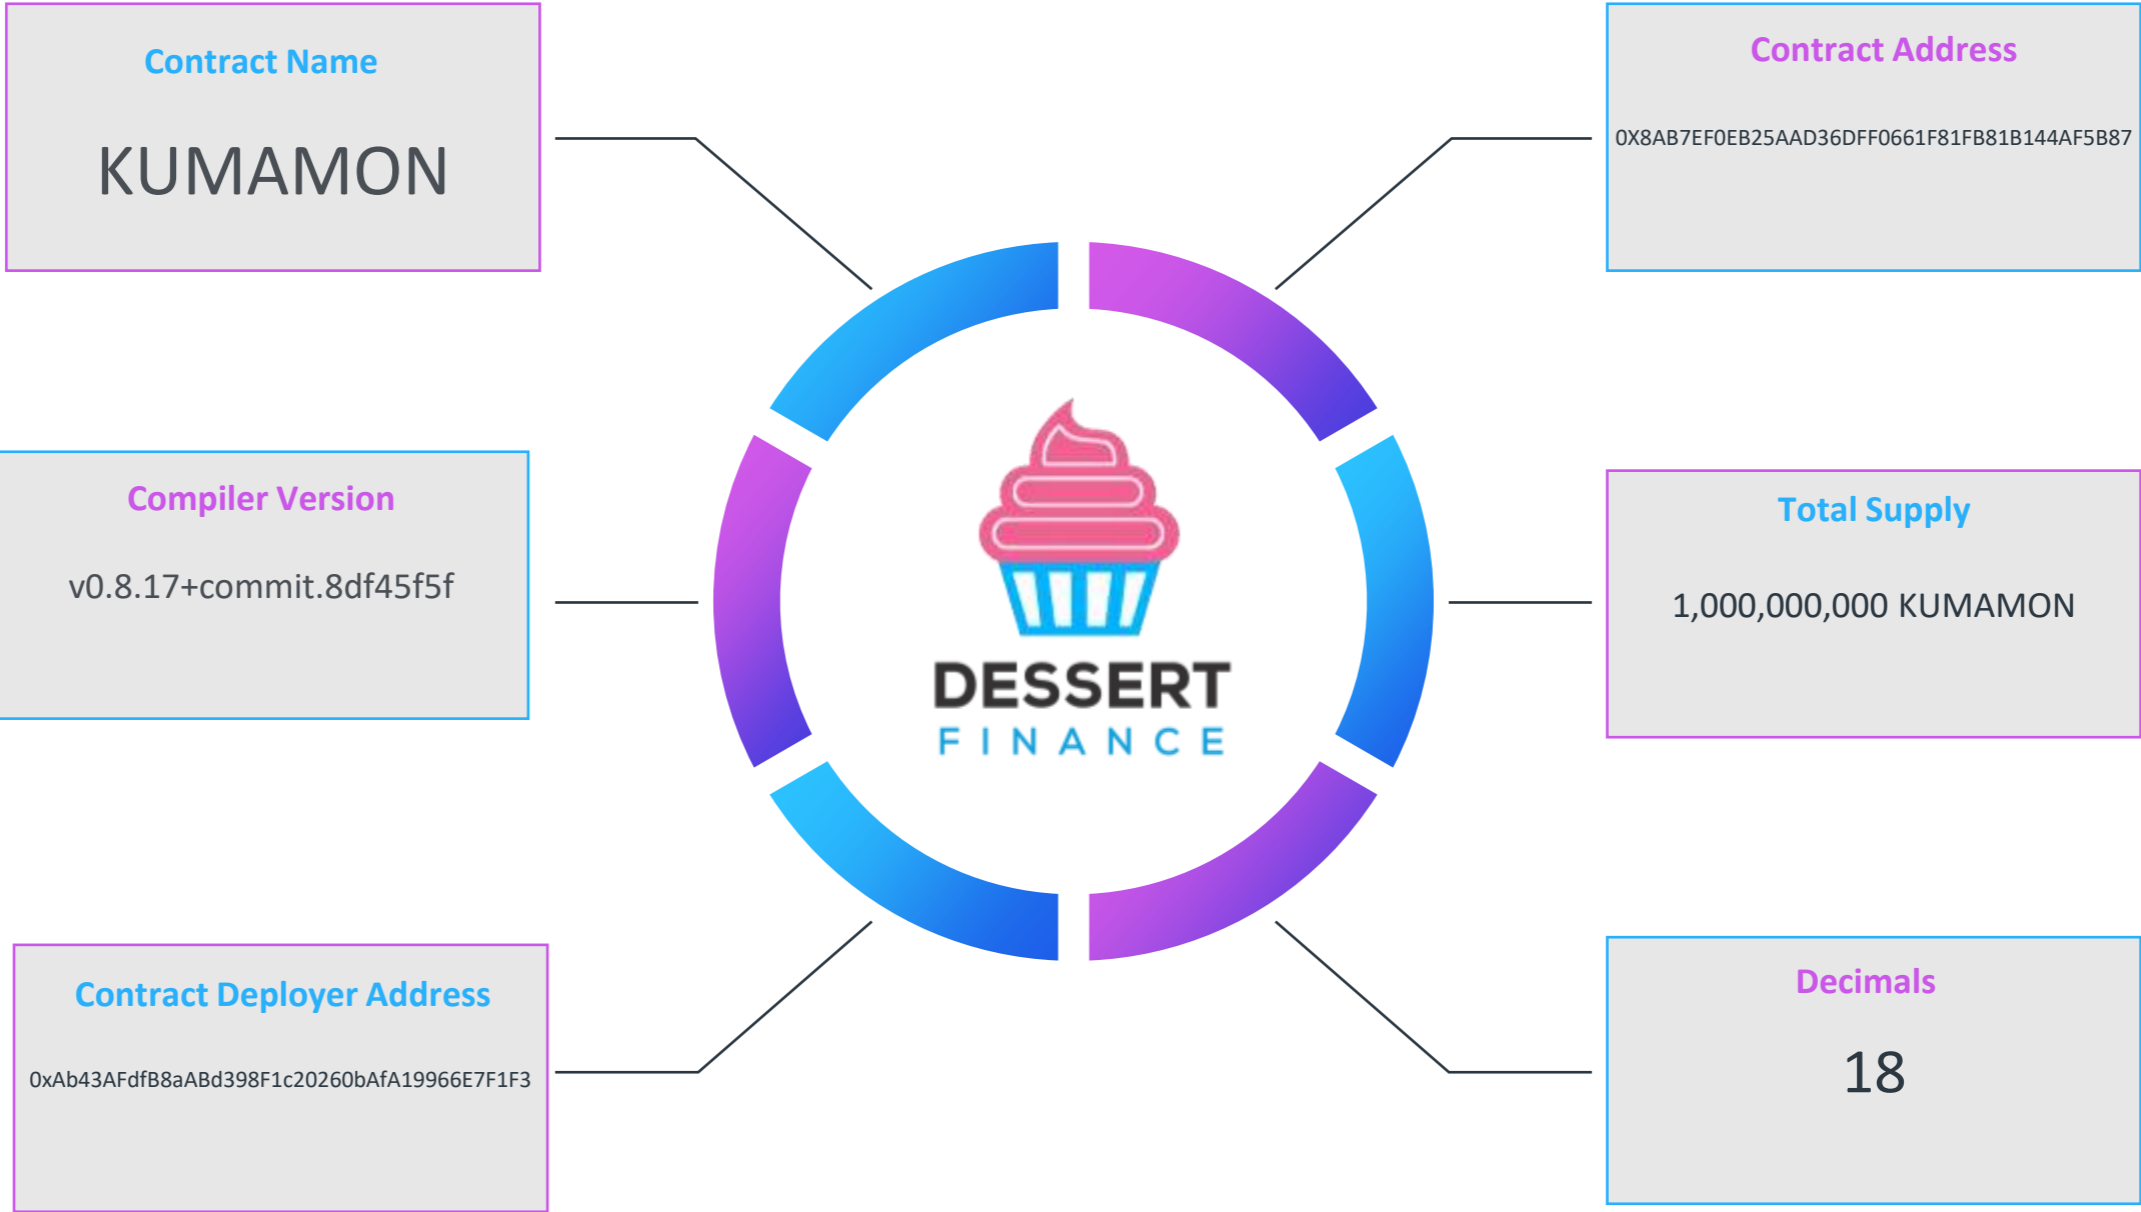 Contract Name
KUMAMON
Contract Address
0X8AB7EF0EB25AAD36DFF0661F81FB81B144AF5B87
Compiler Version
v0.8.17+commit.8df45f5f
DESSERT
FINANCE
Total Supply
1,000,000,000 KUMAMON
Contract Deployer Address
0xAb43AFdfB8aABd398F1c20260bAfA19966E7F1F3
Decimals
18